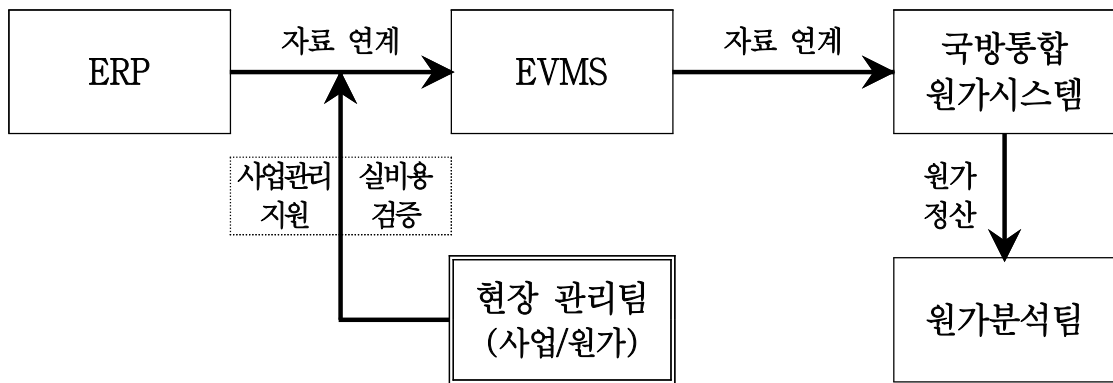 ERP
자료 연계
EVMS
자료 연계
국방통합
원가시스템
사업관리
지원
실비용
검증
원가
정산
현장 관리팀
(사업/원가)
원가분석팀